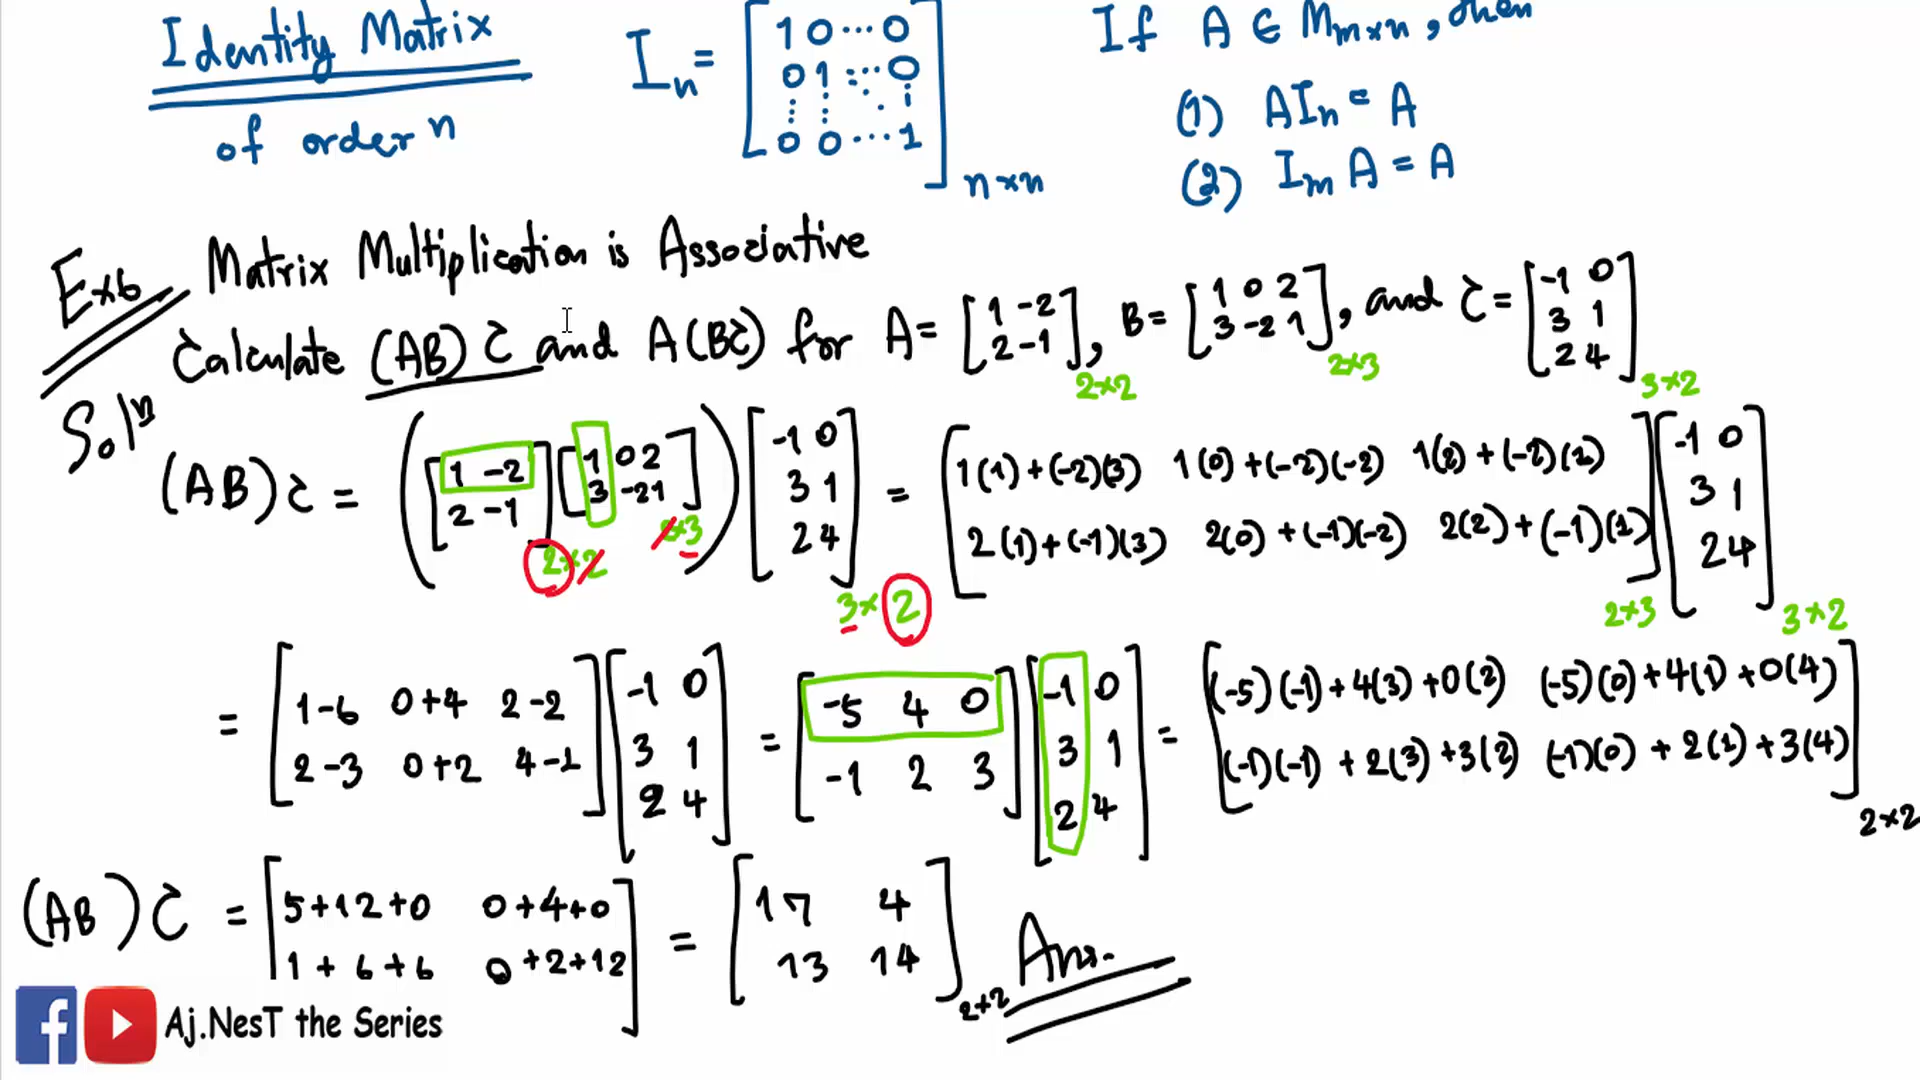 Identity Matrix
of order n
I_n = [1 0 ⋯ 0
0 1 ⋯ 0
⋮ ⋮ ⋱ ⋮
0 0 ⋯ 1] n×n
If A ∈ M_{m×n}, then
(1) AI_n = A
(2) I_m A = A
Ex6 Matrix Multiplication is Associative
Calculate (AB)C and A(BC) for A = [1 -2; 2 -1] 2×2, B = [1 0 2; 3 -2 1] 2×3, and C = [-1 0; 3 1; 2 4] 3×2
Solⁿ
(AB)C = ([1 -2; 2 -1] 2×2 [1 0 2; 3 -2 1] 2×3) [-1 0; 3 1; 2 4] 3×2 = [1(1)+(-2)(3) 1(0)+(-2)(-2) 1(2)+(-2)(1); 2(1)+(-1)(3) 2(0)+(-1)(-2) 2(2)+(-1)(1)] 2×3 [-1 0; 3 1; 2 4] 3×2
= [1-6 0+4 2-2; 2-3 0+2 4-1] [-1 0; 3 1; 2 4] = [-5 4 0; -1 2 3] [-1 0; 3 1; 2 4] = [(-5)(-1)+4(3)+0(2) (-5)(0)+4(1)+0(4); (-1)(-1)+2(3)+3(2) (-1)(0)+2(1)+3(4)] 2×2
(AB)C = [5+12+0 0+4+0; 1+6+6 0+2+12] = [17 4; 13 14] 2×2 Ans.
Aj.NesT the Series